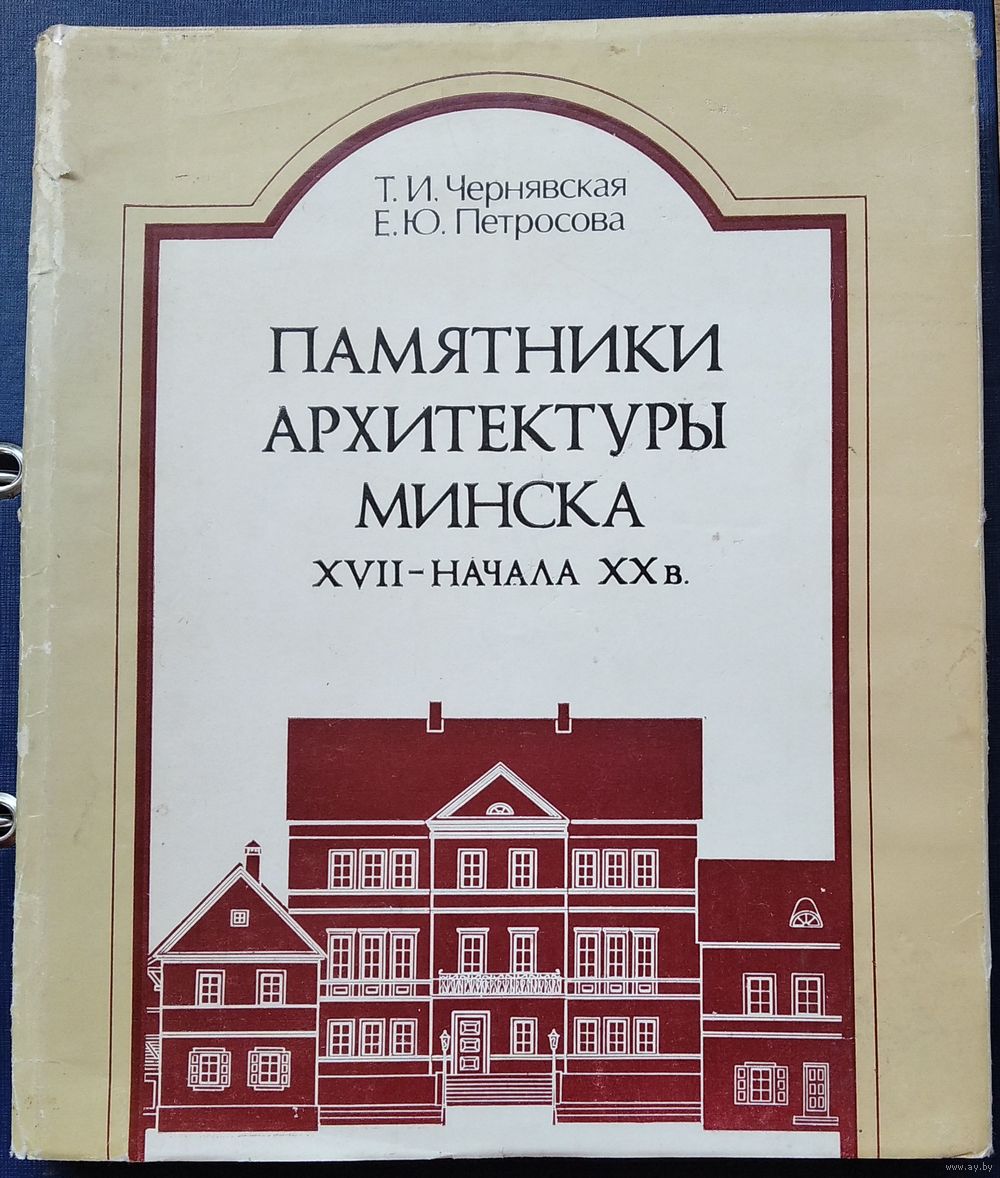 Т. И. Чернявская
Е. Ю. Петросова
ПАМЯТНИКИ
АРХИТЕКТУРЫ
МИНСКА
XVII – НАЧАЛА XX в.
www.ay.by